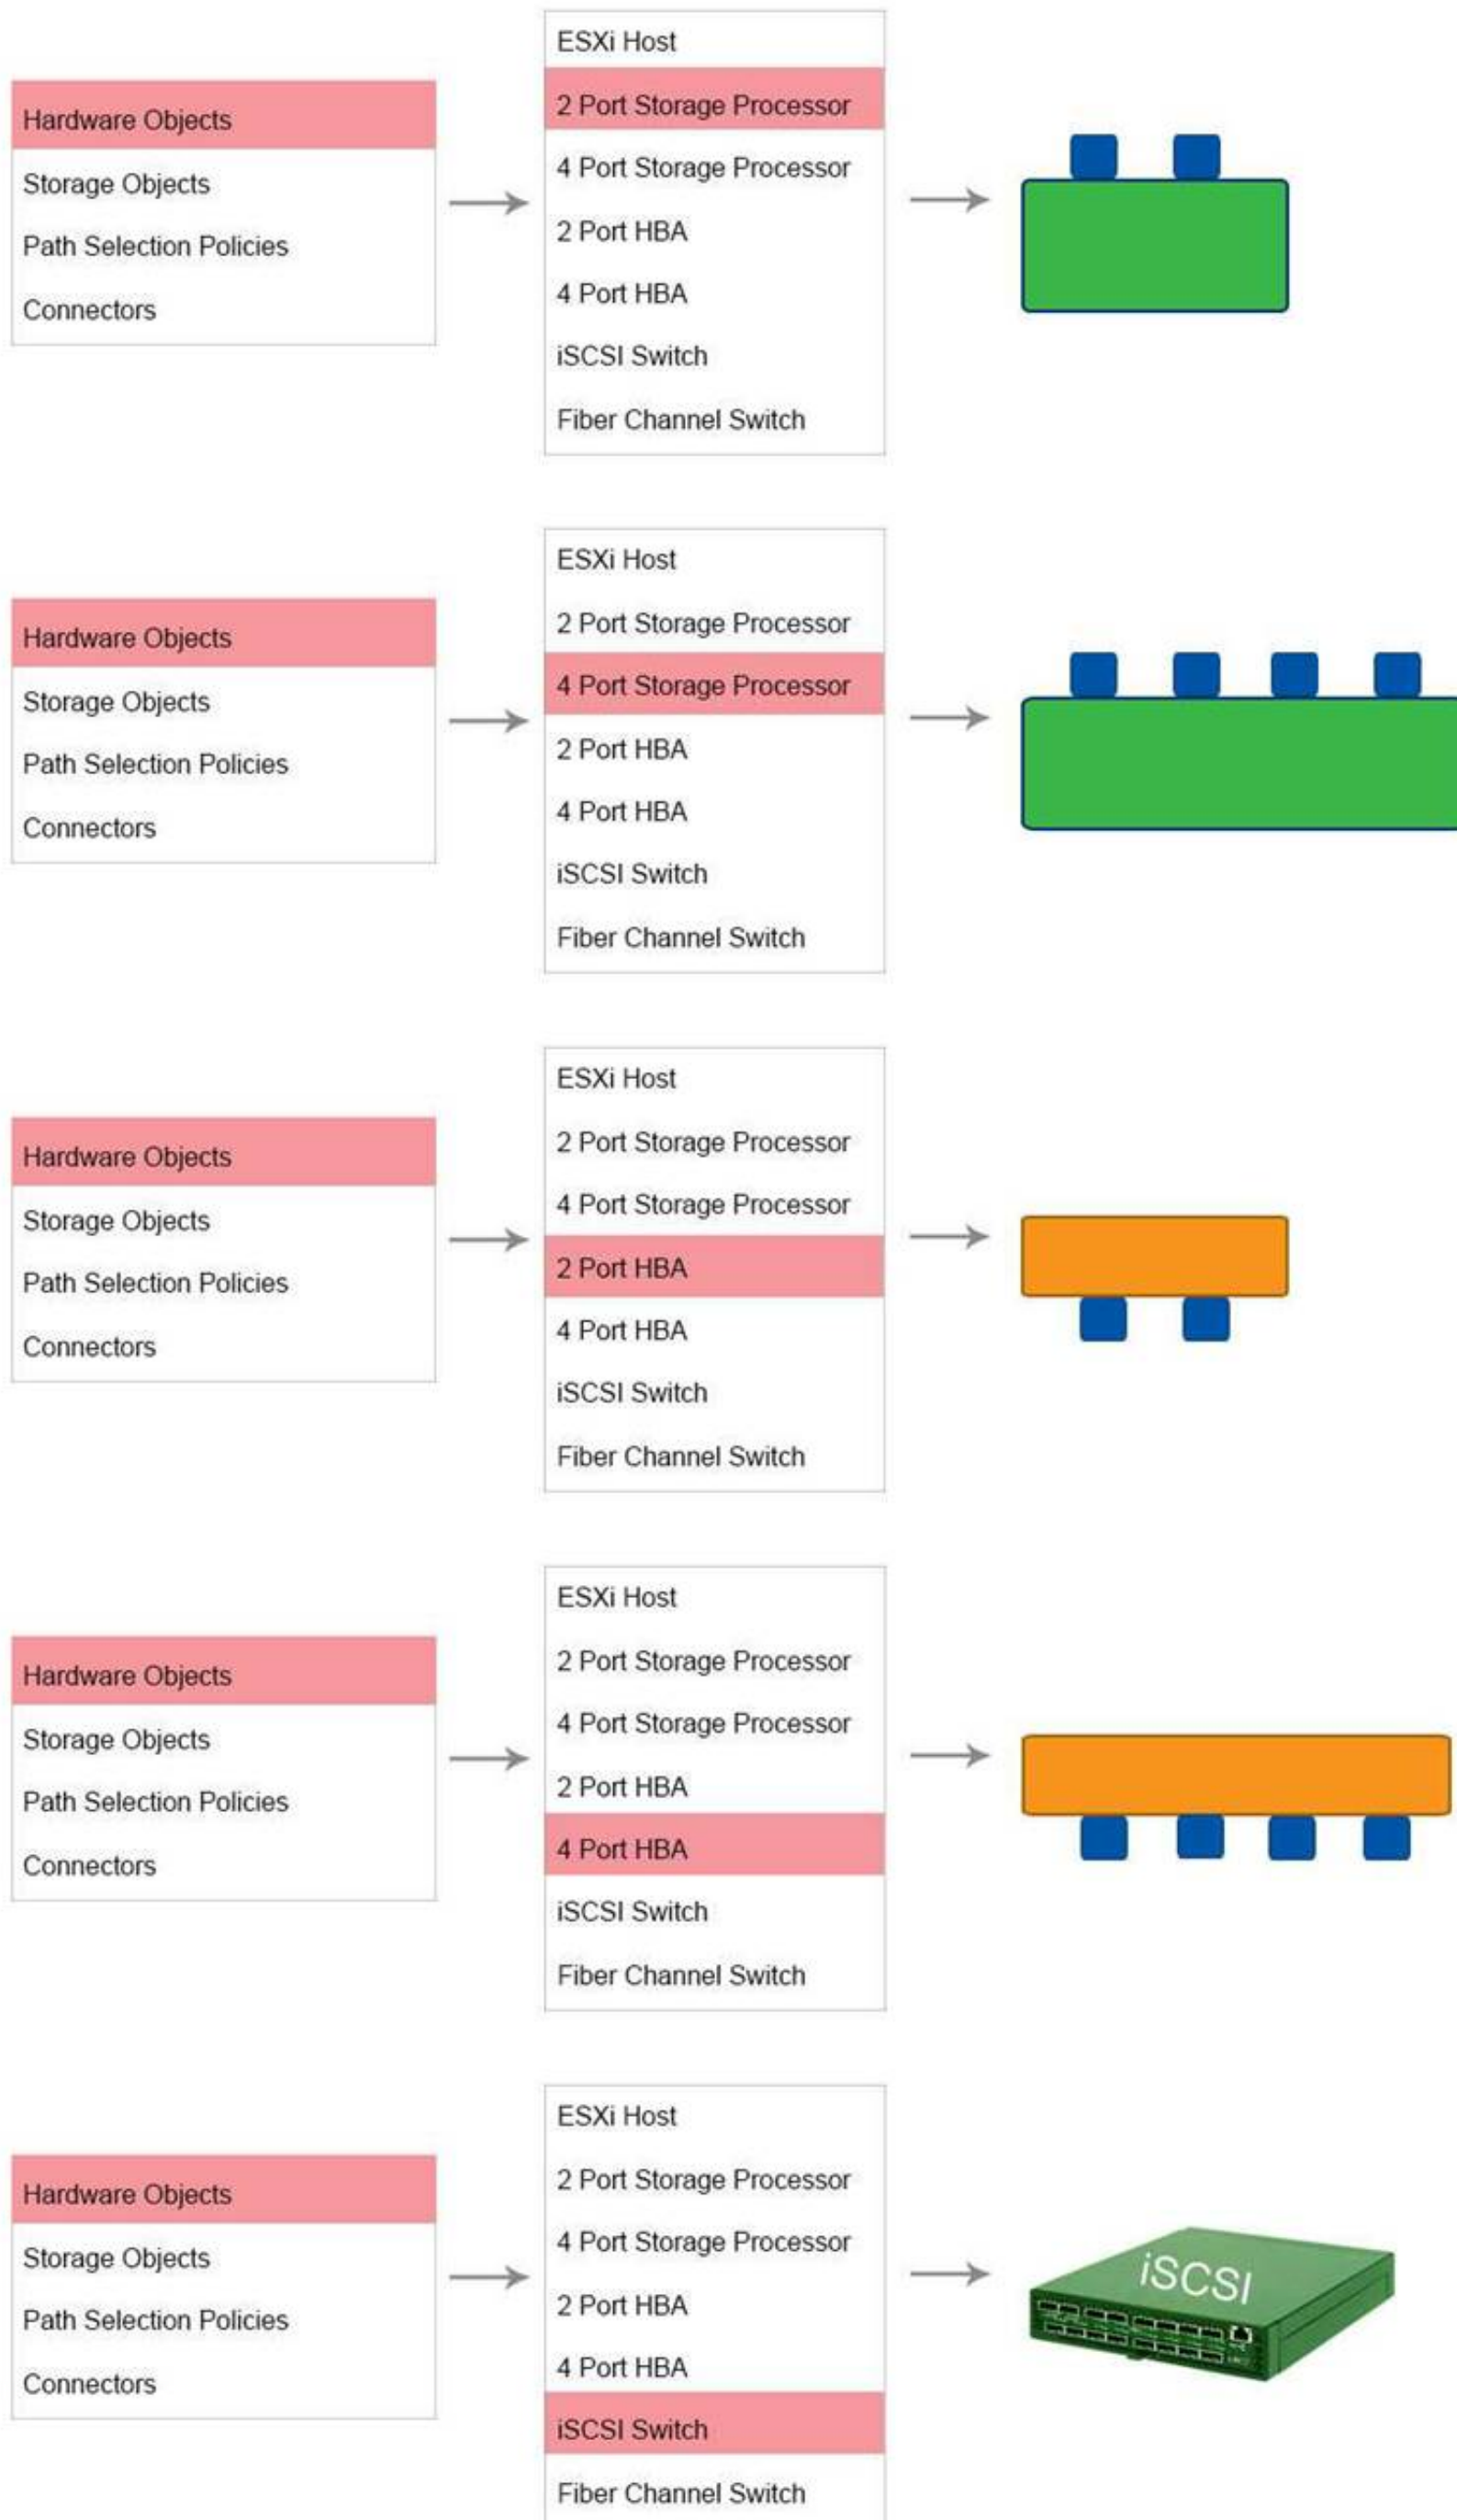 Hardware Objects
Storage Objects
Path Selection Policies
Connectors
ESXi Host
2 Port Storage Processor
4 Port Storage Processor
2 Port HBA
4 Port HBA
iSCSI Switch
Fiber Channel Switch
Hardware Objects
Storage Objects
Path Selection Policies
Connectors
ESXi Host
2 Port Storage Processor
4 Port Storage Processor
2 Port HBA
4 Port HBA
iSCSI Switch
Fiber Channel Switch
Hardware Objects
Storage Objects
Path Selection Policies
Connectors
ESXi Host
2 Port Storage Processor
4 Port Storage Processor
2 Port HBA
4 Port HBA
iSCSI Switch
Fiber Channel Switch
Hardware Objects
Storage Objects
Path Selection Policies
Connectors
ESXi Host
2 Port Storage Processor
4 Port Storage Processor
2 Port HBA
4 Port HBA
iSCSI Switch
Fiber Channel Switch
Hardware Objects
Storage Objects
Path Selection Policies
Connectors
ESXi Host
2 Port Storage Processor
4 Port Storage Processor
2 Port HBA
4 Port HBA
iSCSI Switch
Fiber Channel Switch
iSCSI